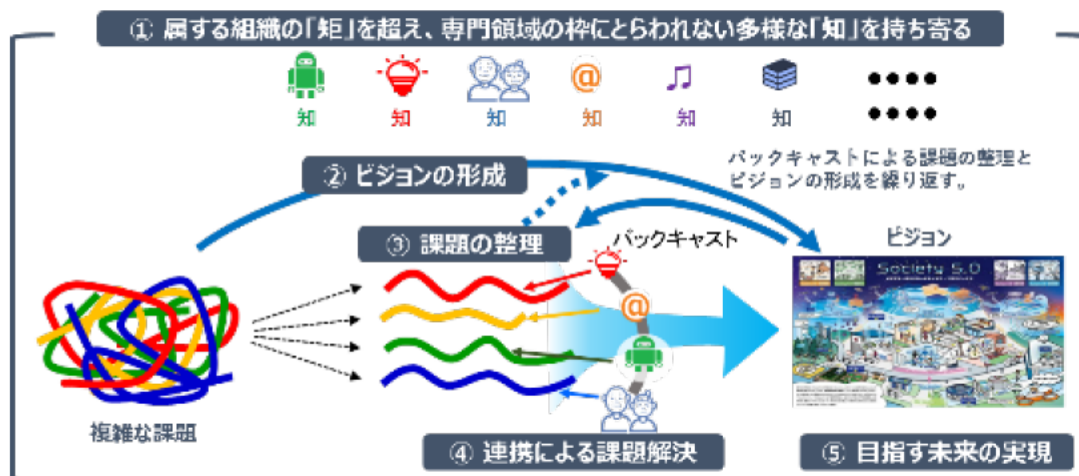 ① 属する組織の「矩」を超え、専門領域の枠にとらわれない多様な「知」を持ち寄る
@
知 知 知 知 知 知
② ビジョンの形成
バックキャストによる課題の整理と
ビジョンの形成を繰り返す。
③ 課題の整理
バックキャスト
ビジョン
Society 5.0
@
複雑な課題
④ 連携による課題解決
⑤ 目指す未来の実現